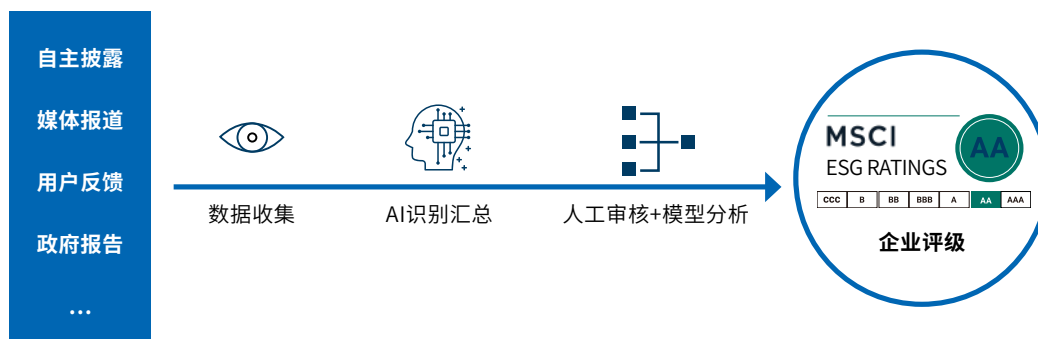 自主披露
媒体报道
用户反馈
政府报告
...
数据收集
AI识别汇总
人工审核+模型分析
MSCI
ESG RATINGS
AA
CCC B BB BBB A AA AAA
企业评级